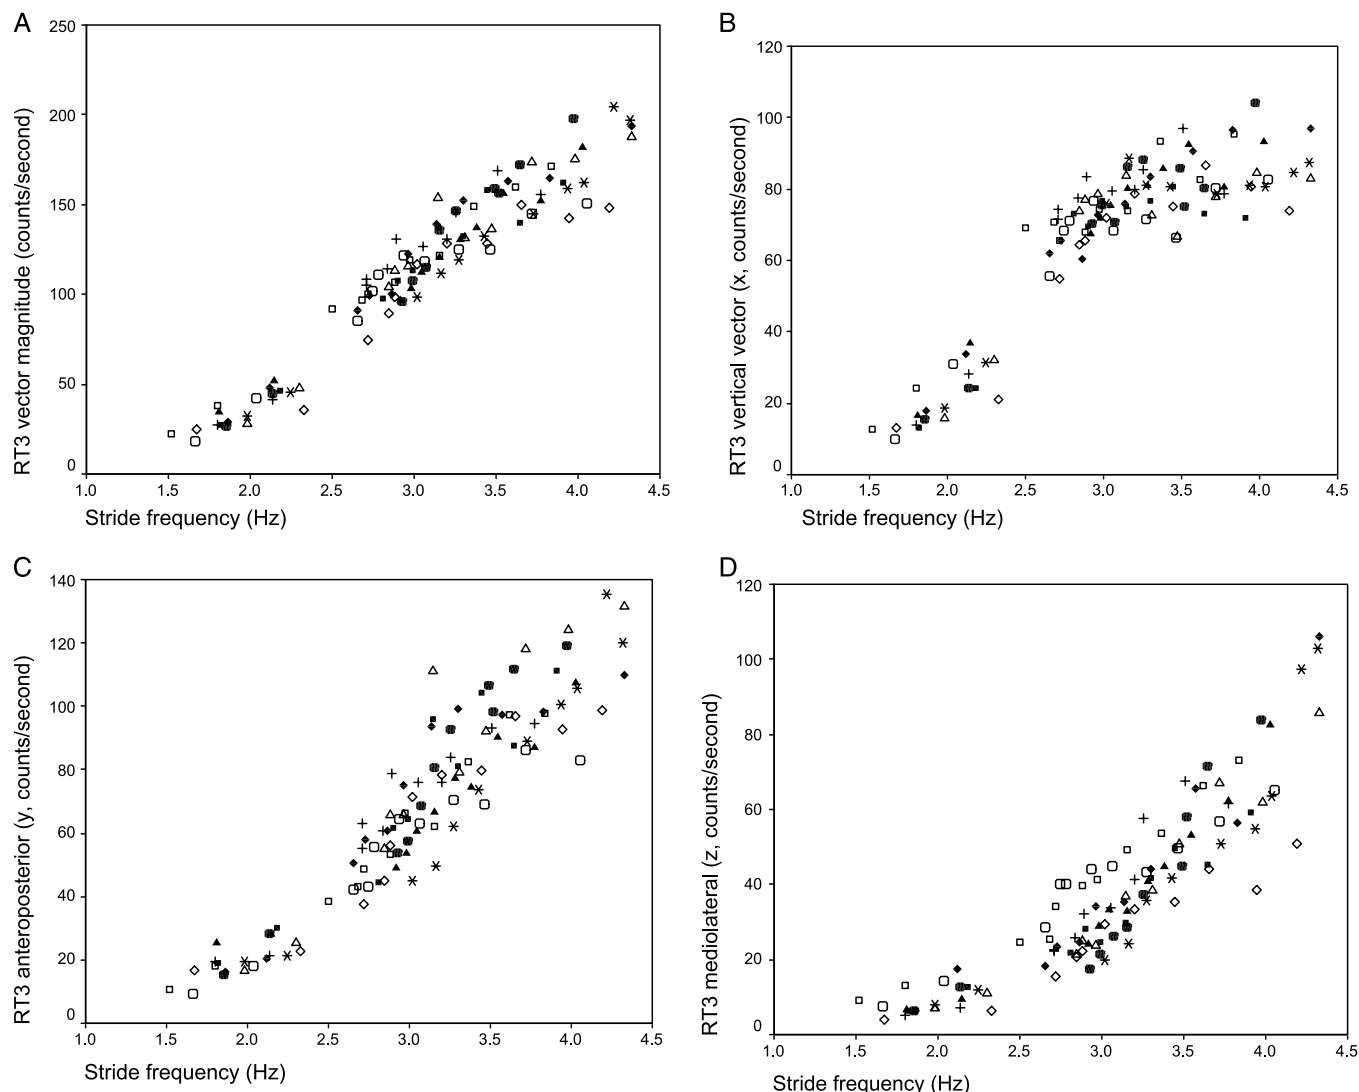 A
RT3 vector magnitude (counts/second)
250
200
150
100
50
0
1.0 1.5 2.0 2.5 3.0 3.5 4.0 4.5
Stride frequency (Hz)
B
RT3 vertical vector (x, counts/second)
120
100
80
60
40
20
0
1.0 1.5 2.0 2.5 3.0 3.5 4.0 4.5
Stride frequency (Hz)
C
RT3 anteroposterior (y, counts/second)
140
120
100
80
60
40
20
0
1.0 1.5 2.0 2.5 3.0 3.5 4.0 4.5
Stride frequency (Hz)
D
RT3 mediolateral (z, counts/second)
120
100
80
60
40
20
0
1.0 1.5 2.0 2.5 3.0 3.5 4.0 4.5
Stride frequency (Hz)